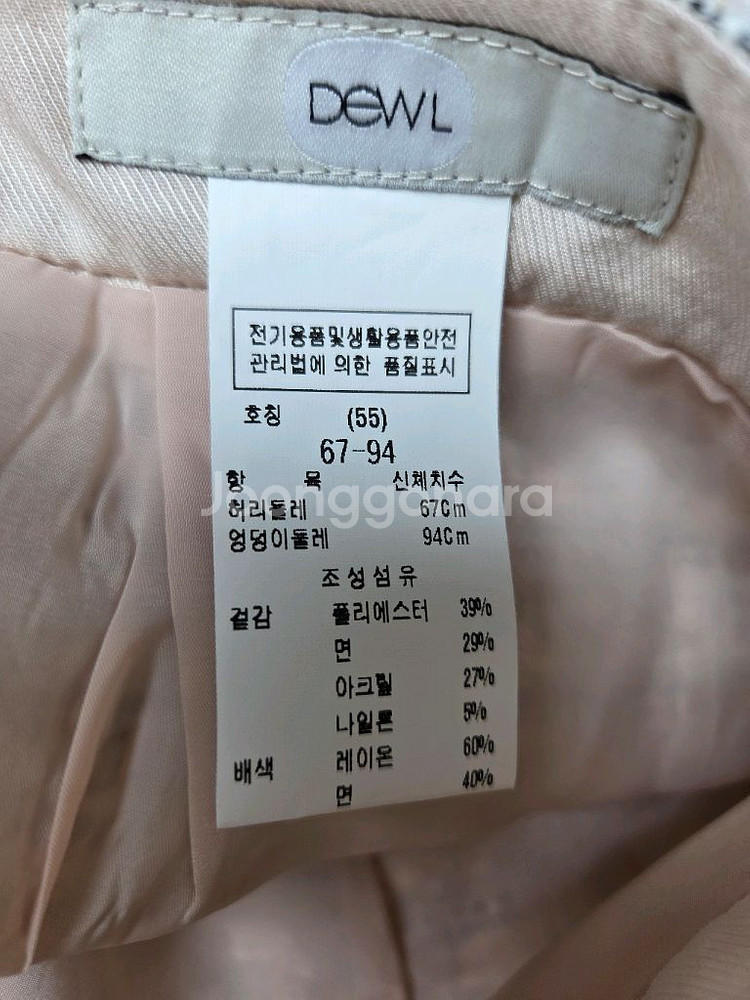 DeWL
전기용품및생활용품안전
관리법에 의한 품질표시
호칭 (55)
67-94
항 목 신체치수
허리둘레 67Cm
엉덩이둘레 94Cm
조성섬유
겉감 폴리에스터 39%
면 29%
아크릴 27%
나일론 5%
배색 레이온 60%
면 40%
Joonggonara